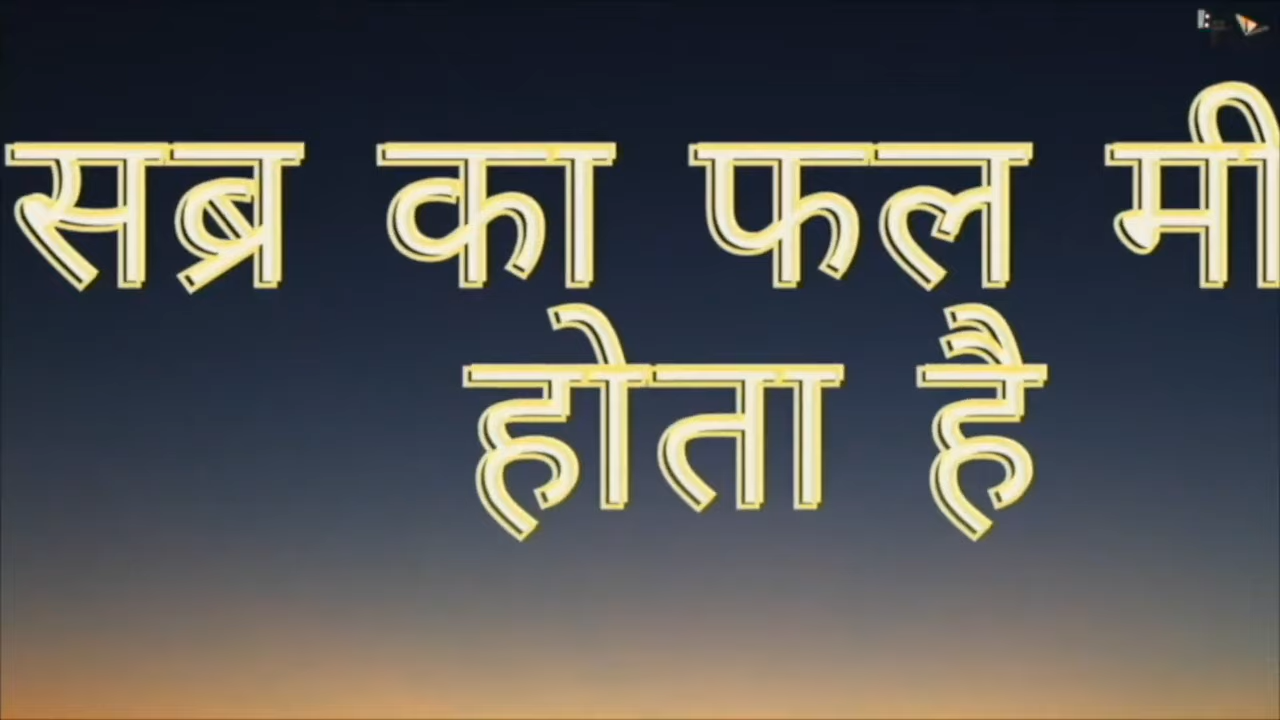 सब्र का फल मी
होता है